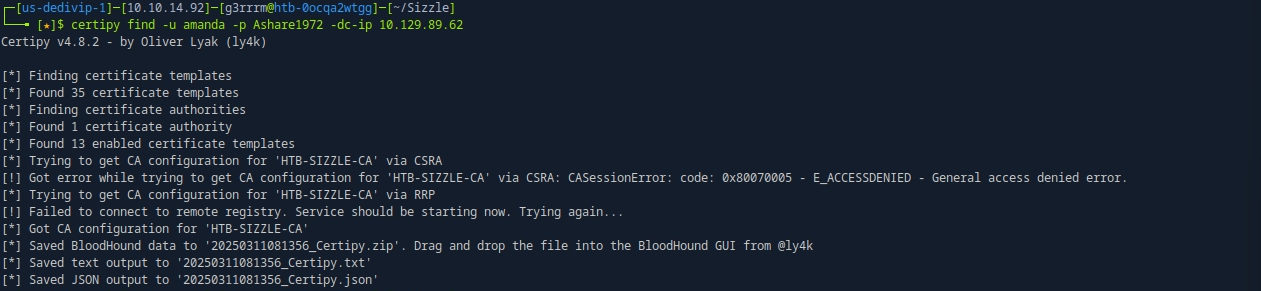 ┌─[us-dedivip-1]─[10.10.14.92]─[g3rrrm@htb-0ocqa2wtgg]─[~/Sizzle]
└──╼ [★]$ certipy find -u amanda -p Ashare1972 -dc-ip 10.129.89.62
Certipy v4.8.2 - by Oliver Lyak (ly4k)
[*] Finding certificate templates
[*] Found 35 certificate templates
[*] Finding certificate authorities
[*] Found 1 certificate authority
[*] Found 13 enabled certificate templates
[*] Trying to get CA configuration for 'HTB-SIZZLE-CA' via CSRA
[!] Got error while trying to get CA configuration for 'HTB-SIZZLE-CA' via CSRA: CASessionError: code: 0x80070005 - E_ACCESSDENIED - General access denied error.
[*] Trying to get CA configuration for 'HTB-SIZZLE-CA' via RRP
[!] Failed to connect to remote registry. Service should be starting now. Trying again...
[*] Got CA configuration for 'HTB-SIZZLE-CA'
[*] Saved BloodHound data to '20250311081356_Certipy.zip'. Drag and drop the file into the BloodHound GUI from @ly4k
[*] Saved text output to '20250311081356_Certipy.txt'
[*] Saved JSON output to '20250311081356_Certipy.json'